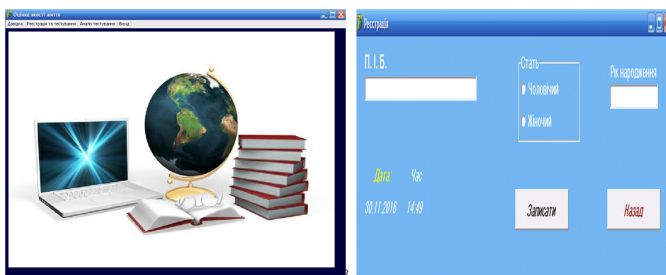 Оцінка якості життя
Довідка Реєстрація та тестування Аналіз тестування Вихід
Реєстрація
П. І. Б.
Стать
Чоловічий
Жіночий
Рік народження
Дата: Час
30.11.2016 14:49
Записати
Назад